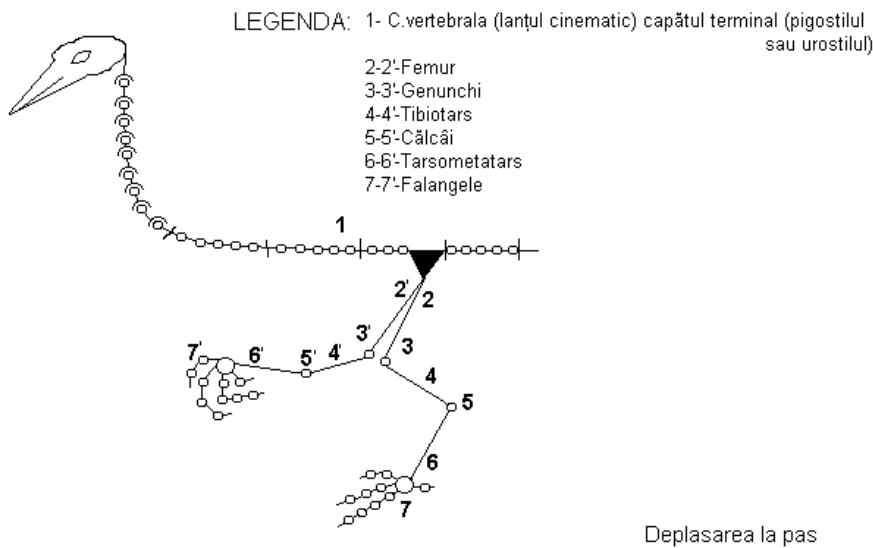 LEGENDA: 1- C.vertebrala (lanțul cinematic) capătul terminal (pigostilul
sau urostilul)
2-2'-Femur
3-3'-Genunchi
4-4'-Tibiotars
5-5'-Călcâi
6-6'-Tarsometatars
7-7'-Falangele
1
2' 2
3' 3
7' 6' 5' 4'
4
5
6
7
Deplasarea la pas